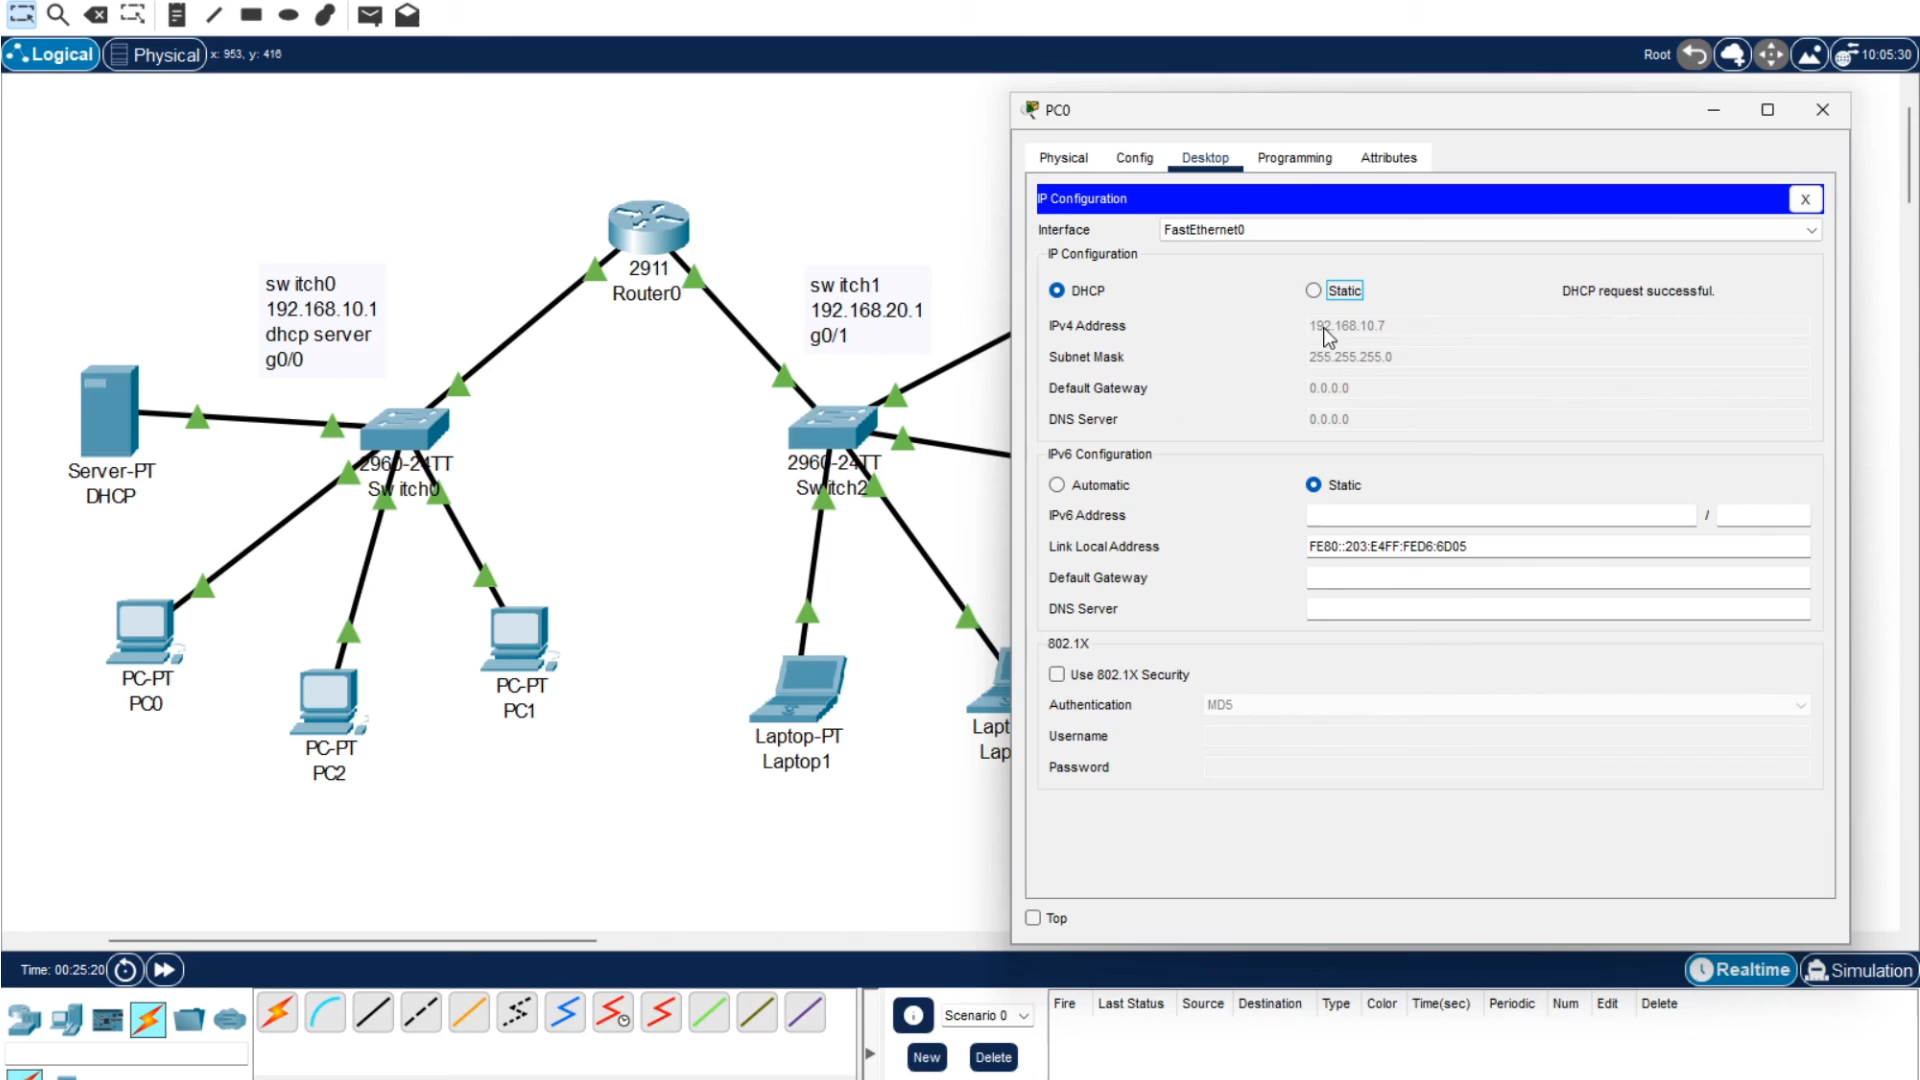 Logical
Physical
x: 953, y: 416
Root
10:05:30
PC0
Physical
Config
Desktop
Programming
Attributes
IP Configuration
X
Interface
FastEthernet0
IP Configuration
DHCP
Static
DHCP request successful.
IPv4 Address
192.168.10.7
Subnet Mask
255.255.255.0
Default Gateway
0.0.0.0
DNS Server
0.0.0.0
IPv6 Configuration
Automatic
Static
IPv6 Address
/
Link Local Address
FE80::203:E4FF:FED6:6D05
Default Gateway
DNS Server
802.1X
Use 802.1X Security
Authentication
MD5
Username
Password
Top
2911
Router0
switch0
192.168.10.1
dhcp server
g0/0
switch1
192.168.20.1
g0/1
Server-PT
DHCP
2960-24TT
Switch0
2960-24TT
Switch2
PC-PT
PC0
PC-PT
PC2
PC-PT
PC1
Laptop-PT
Laptop1
Lapt
Lap
Time: 00:25:20
Realtime
Simulation
Scenario 0
New
Delete
Fire
Last Status
Source
Destination
Type
Color
Time(sec)
Periodic
Num
Edit
Delete